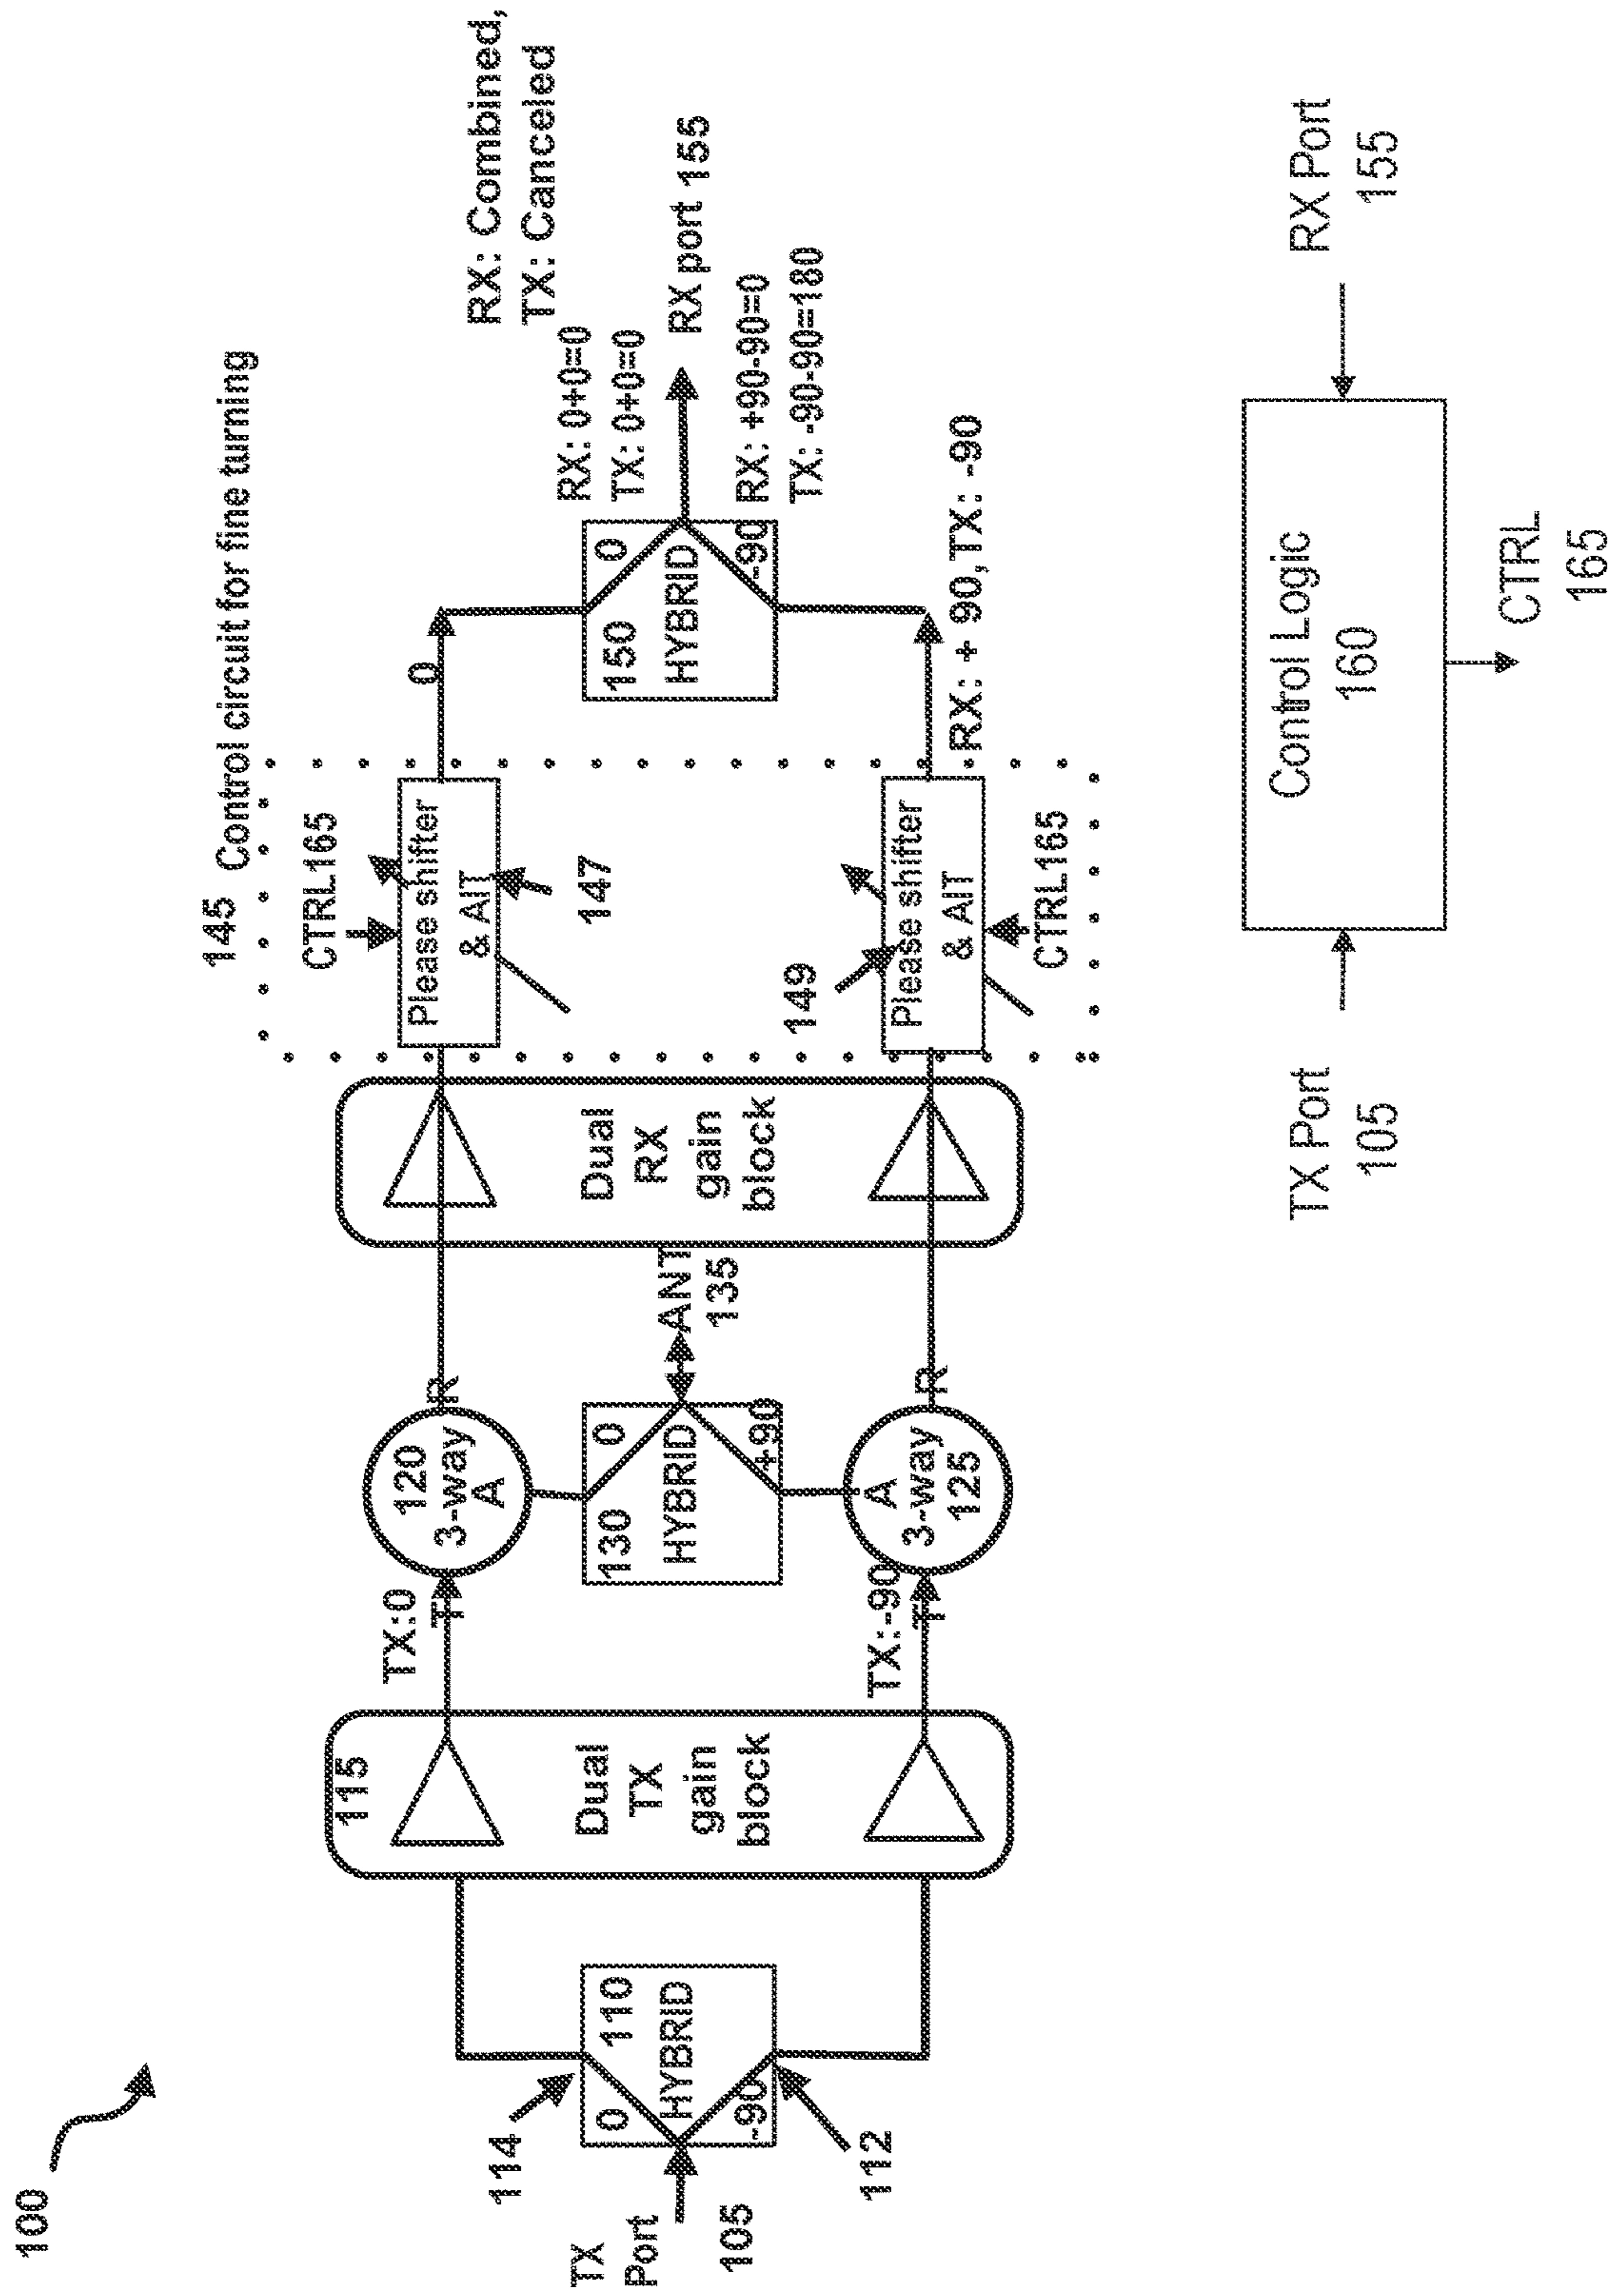 100
TX
Port
105
114
112
0
110
HYBRID
-90
115
Dual
TX
gain
block
TX:0
T
TX:-90
T
120
3-way
A
R
130
0
HYBRID
+90
ANT
135
A
3-way
125
R
Dual
RX
gain
block
145 Control circuit for fine turning
CTRL165
Please shifter
& AIT
147
149
Please shifter
& AIT
CTRL165
0
RX: + 90,TX: -90
150
0
HYBRID
-90
RX: Combined,
TX: Canceled
RX: 0+0=0
TX: 0+0=0
RX port 155
RX: +90-90=0
TX: -90-90=180
TX Port
105
Control Logic
160
RX Port
155
CTRL
165